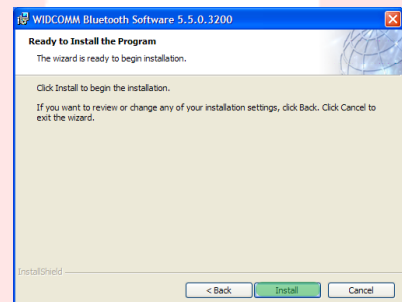 WIDCOMM Bluetooth Software 5.5.0.3200
Ready to Install the Program
The wizard is ready to begin installation.
Click Install to begin the installation.
If you want to review or change any of your installation settings, click Back. Click Cancel to
exit the wizard.
InstallShield
< Back
Install
Cancel